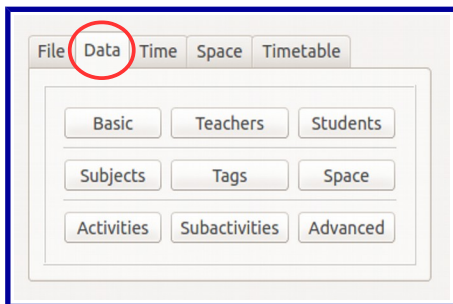 File Data Time Space Timetable
Basic Teachers Students
Subjects Tags Space
Activities Subactivities Advanced